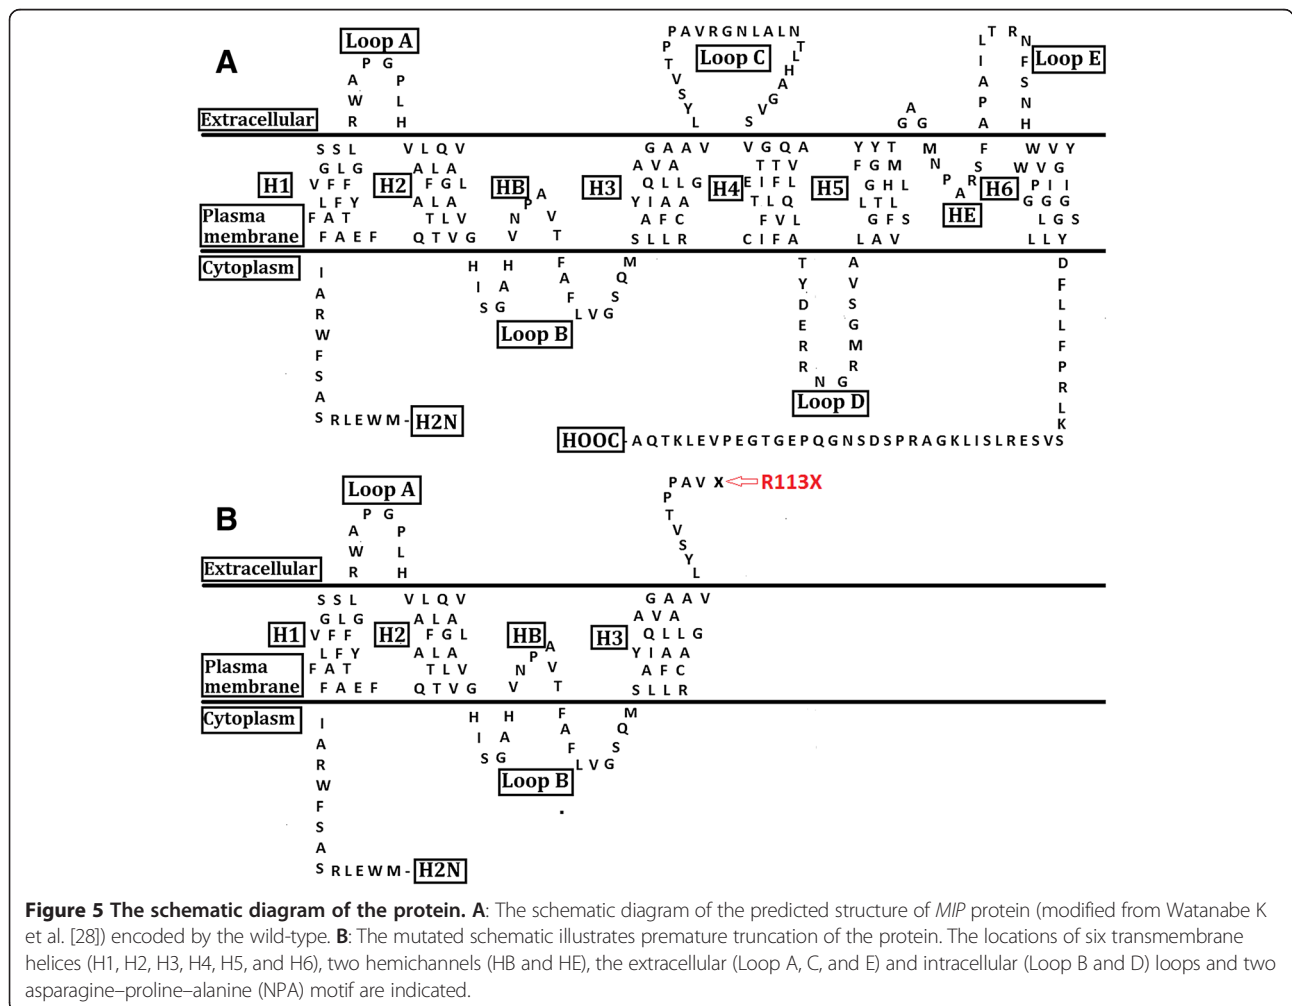 A
Loop A
P G
A P
W L
R H
PAVRGNLALN
P T
T L
V H
S A
Y G
L V
S
Loop C
A
G G
L T R N
I F
A S
P N
A H
Loop E
Extracellular
S S L
G L G
V F F
L F Y
F A T
F A E F
H1
V L Q V
A L A
F G L
A L A
T L V
Q T V G
H2
HB
P A
N V
V T
H3
G A A V
A V A
Q L L G
Y I A A
A F C
S L L R
H4
V G Q A
T T V
E I F L
T L Q
F V L
C I F A
H5
Y Y T
F G M
G H L
L T L
G F S
L A V
M
N
P
A R
S
F
HE
H6
W V Y
W V G
P I I
G G G
L G S
L L Y
Plasma
membrane
Cytoplasm
I
A
R
W
F
S
A
S R L E W M - H2N
H H
I A
S G
F
A
F
L V G
S
Q
M
Loop B
T A
Y V
D S
E G
R M
R R
N G
Loop D
D
F
L
L
F
P
R
L
K
HOOC - A Q T K L E V P E G T G E P Q G N S D S P R A G K L I S L R E S V S
B
Loop A
P G
A P
W L
R H
P A V X R113X
P
T
V
S
Y
L
Extracellular
S S L
G L G
V F F
L F Y
F A T
F A E F
H1
V L Q V
A L A
F G L
A L A
T L V
Q T V G
H2
HB
P A
N V
V T
H3
G A A V
A V A
Q L L G
Y I A A
A F C
S L L R
Plasma
membrane
Cytoplasm
I
A
R
W
F
S
A
S R L E W M - H2N
H H
I A
S G
F
A
F
L V G
S
Q
M
Loop B
Figure 5 The schematic diagram of the protein. A: The schematic diagram of the predicted structure of MIP protein (modified from Watanabe K
et al. [28]) encoded by the wild-type. B: The mutated schematic illustrates premature truncation of the protein. The locations of six transmembrane
helices (H1, H2, H3, H4, H5, and H6), two hemichannels (HB and HE), the extracellular (Loop A, C, and E) and intracellular (Loop B and D) loops and two
asparagine–proline–alanine (NPA) motif are indicated.